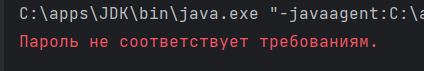 C:\apps\JDK\bin\java.exe "-javaagent:C:\
Пароль не соответствует требованиям.